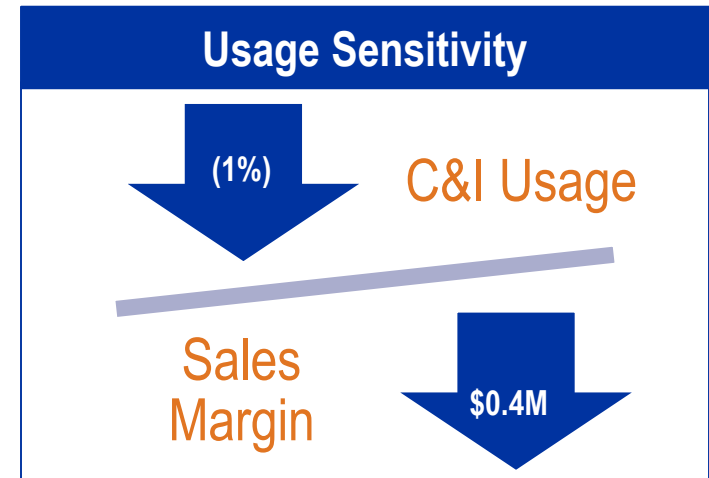 Usage Sensitivity
(1%)
C&I Usage
Sales
Margin
$0.4M